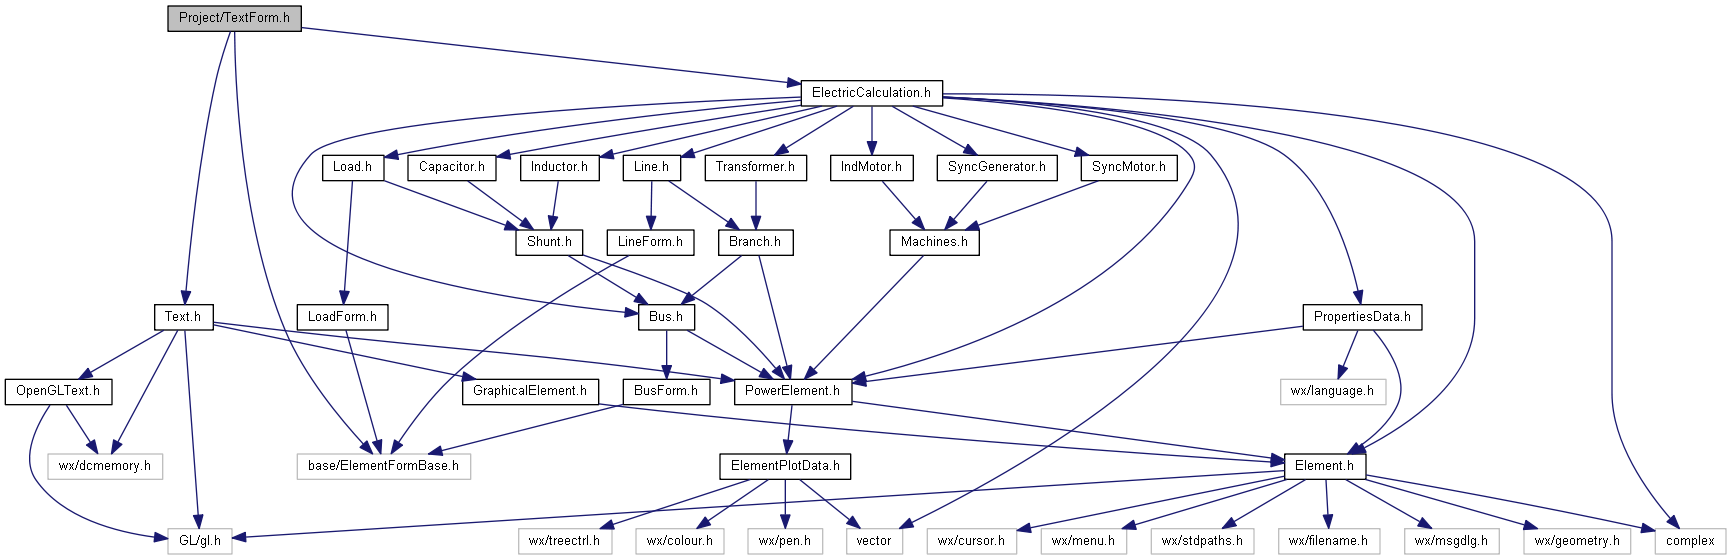 Project/TextForm.h
ElectricCalculation.h
Load.h
Capacitor.h
Inductor.h
Line.h
Transformer.h
IndMotor.h
SyncGenerator.h
SyncMotor.h
Shunt.h
LineForm.h
Branch.h
Machines.h
Text.h
LoadForm.h
Bus.h
PropertiesData.h
OpenGLText.h
GraphicalElement.h
BusForm.h
PowerElement.h
wx/language.h
wx/dcmemory.h
base/ElementFormBase.h
ElementPlotData.h
Element.h
GL/gl.h
wx/treectrl.h
wx/colour.h
wx/pen.h
vector
wx/cursor.h
wx/menu.h
wx/stdpaths.h
wx/filename.h
wx/msgdlg.h
wx/geometry.h
complex